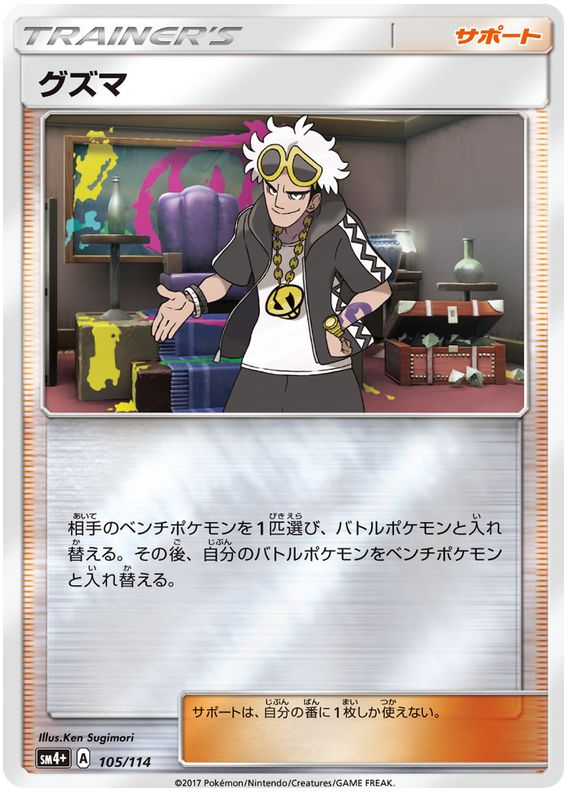 TRAINER'S
サポート
グズマ
相手のベンチポケモンを1匹選び、バトルポケモンと入れ
替える。その後、自分のバトルポケモンをベンチポケモン
と入れ替える。
サポートは、自分の番に1枚しか使えない。
Illus.Ken Sugimori
SM4+ A 105/114
©2017 Pokémon/Nintendo/Creatures/GAME FREAK.